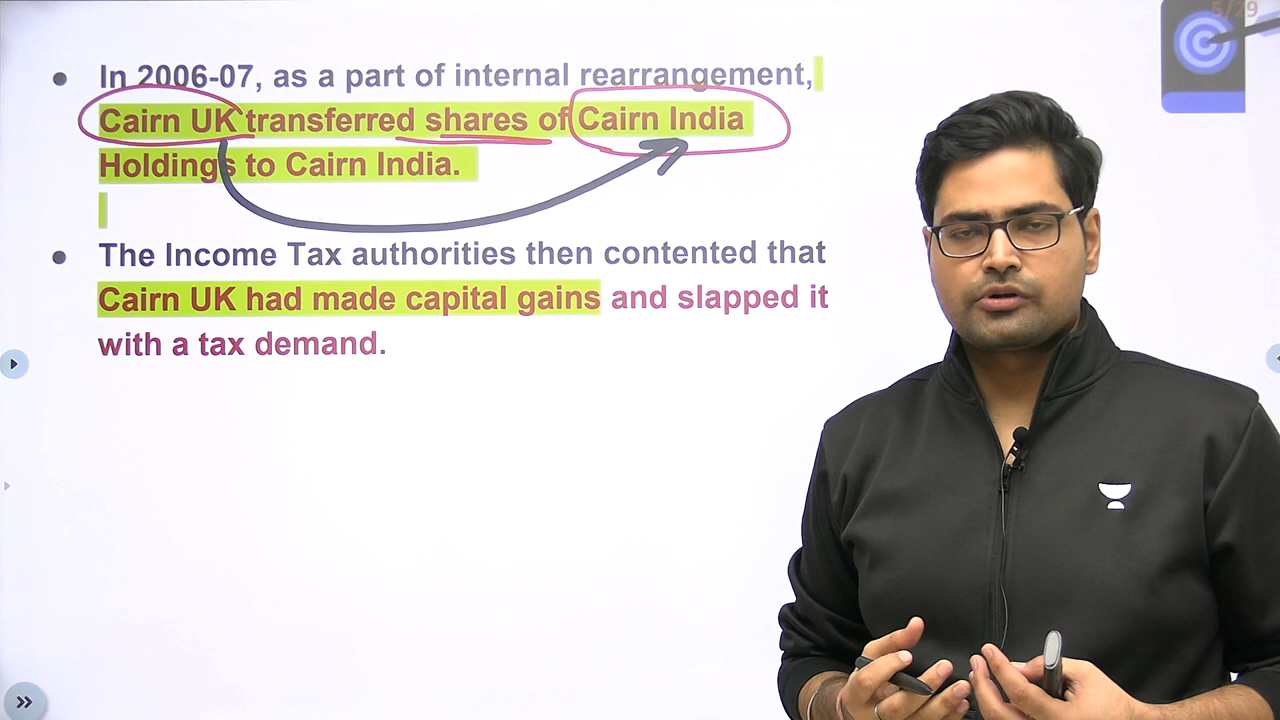 5/29
In 2006-07, as a part of internal rearrangement,
Cairn UK transferred shares of Cairn India
Holdings to Cairn India.
The Income Tax authorities then contented that
Cairn UK had made capital gains and slapped it
with a tax demand.